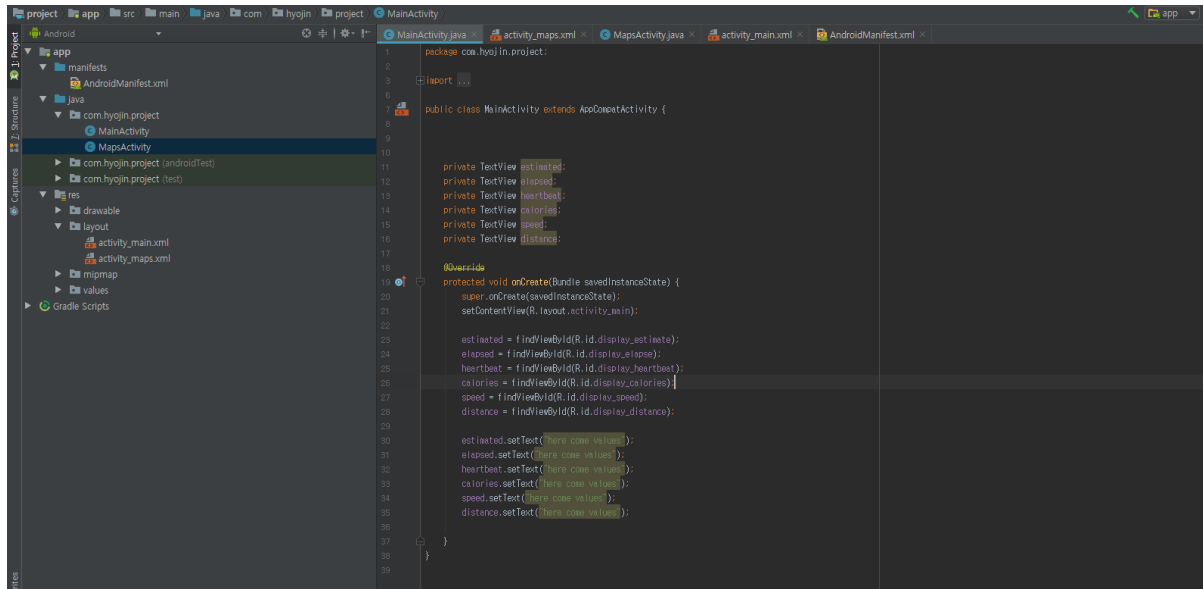 project app src main java com hyojin project MainActivity
app
Android
MainActivity.java activity_maps.xml MapsActivity.java activity_main.xml AndroidManifest.xml
1: Project
Z: Structure
Captures
app
manifests
AndroidManifest.xml
java
com.hyojin.project
MainActivity
MapsActivity
com.hyojin.project (androidTest)
com.hyojin.project (test)
res
drawable
layout
activity_main.xml
activity_maps.xml
mipmap
values
Gradle Scripts
1 package com.hyojin.project;
2
3 import ...
6
7 public class MainActivity extends AppCompatActivity {
8
9
10
11 private TextView estimated;
12 private TextView elapsed;
13 private TextView heartbeat;
14 private TextView calories;
15 private TextView speed;
16 private TextView distance;
17
18 @Override
19 protected void onCreate(Bundle savedInstanceState) {
20 super.onCreate(savedInstanceState);
21 setContentView(R.layout.activity_main);
22
23 estimated = findViewById(R.id.display_estimate);
24 elapsed = findViewById(R.id.display_elapse);
25 heartbeat = findViewById(R.id.display_heartbeat);
26 calories = findViewById(R.id.display_calories);
27 speed = findViewById(R.id.display_speed);
28 distance = findViewById(R.id.display_distance);
29
30 estimated.setText("here come values");
31 elapsed.setText("here come values");
32 heartbeat.setText("here come values");
33 calories.setText("here come values");
34 speed.setText("here come values");
35 distance.setText("here come values");
36
37 }
38 }
39